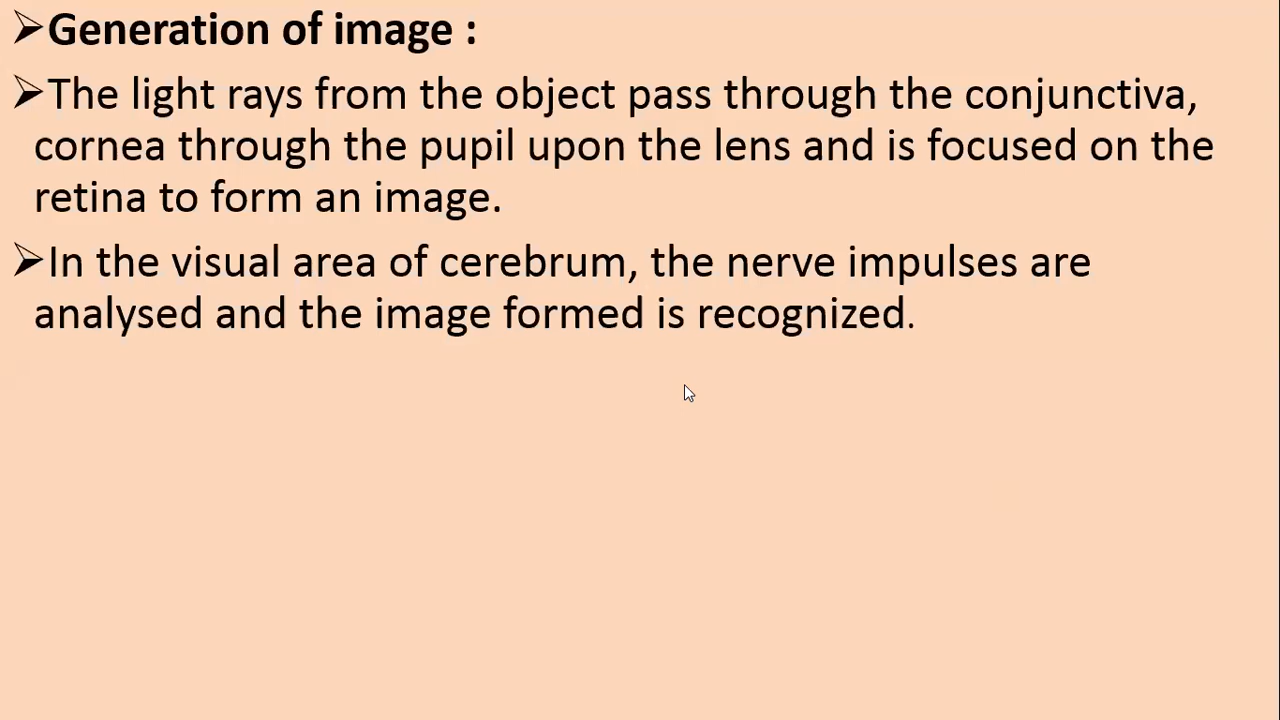 ➢Generation of image :
➢The light rays from the object pass through the conjunctiva,
cornea through the pupil upon the lens and is focused on the
retina to form an image.
➢In the visual area of cerebrum, the nerve impulses are
analysed and the image formed is recognized.